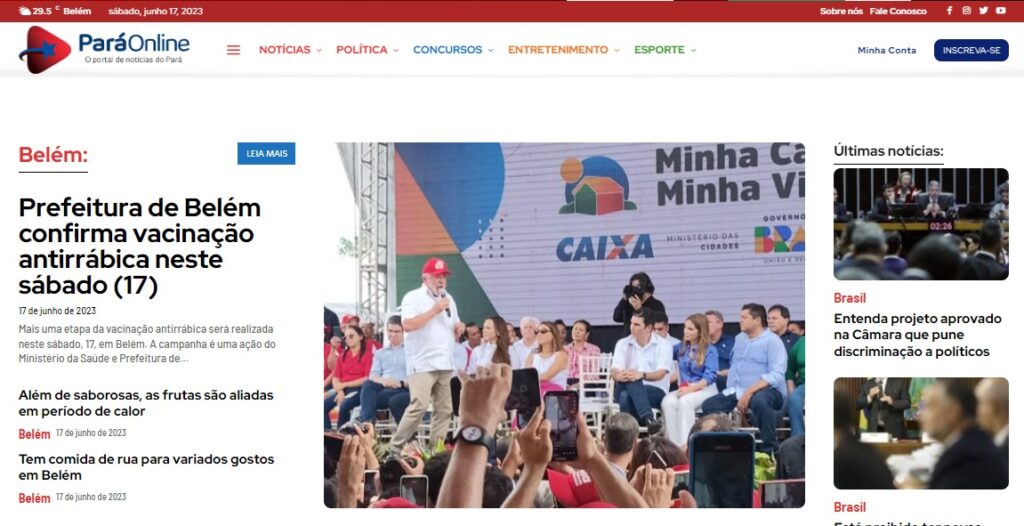 29.5 C Belém sábado, junho 17, 2023 Sobre nós Fale Conosco
ParáOnline
O portal de notícias do Pará
NOTÍCIAS POLÍTICA CONCURSOS ENTRETENIMENTO ESPORTE Minha Conta INSCREVA-SE
Belém: LEIA MAIS
Prefeitura de Belém
confirma vacinação
antirrábica neste
sábado (17)
17 de junho de 2023
Mais uma etapa da vacinação antirrábica será realizada
neste sábado, 17, em Belém. A campanha é uma ação do
Ministério da Saúde e Prefeitura de...
Além de saborosas, as frutas são aliadas
em período de calor
Belém 17 de junho de 2023
Tem comida de rua para variados gostos
em Belém
Belém 17 de junho de 2023
Minha Ca
Minha Vi
CAIXA
MINISTÉRIO DAS
CIDADES
GOVERNO
BRA
UNIÃO E RE
Últimas notícias:
02:26
Brasil
Entenda projeto aprovado
na Câmara que pune
discriminação a políticos
Brasil